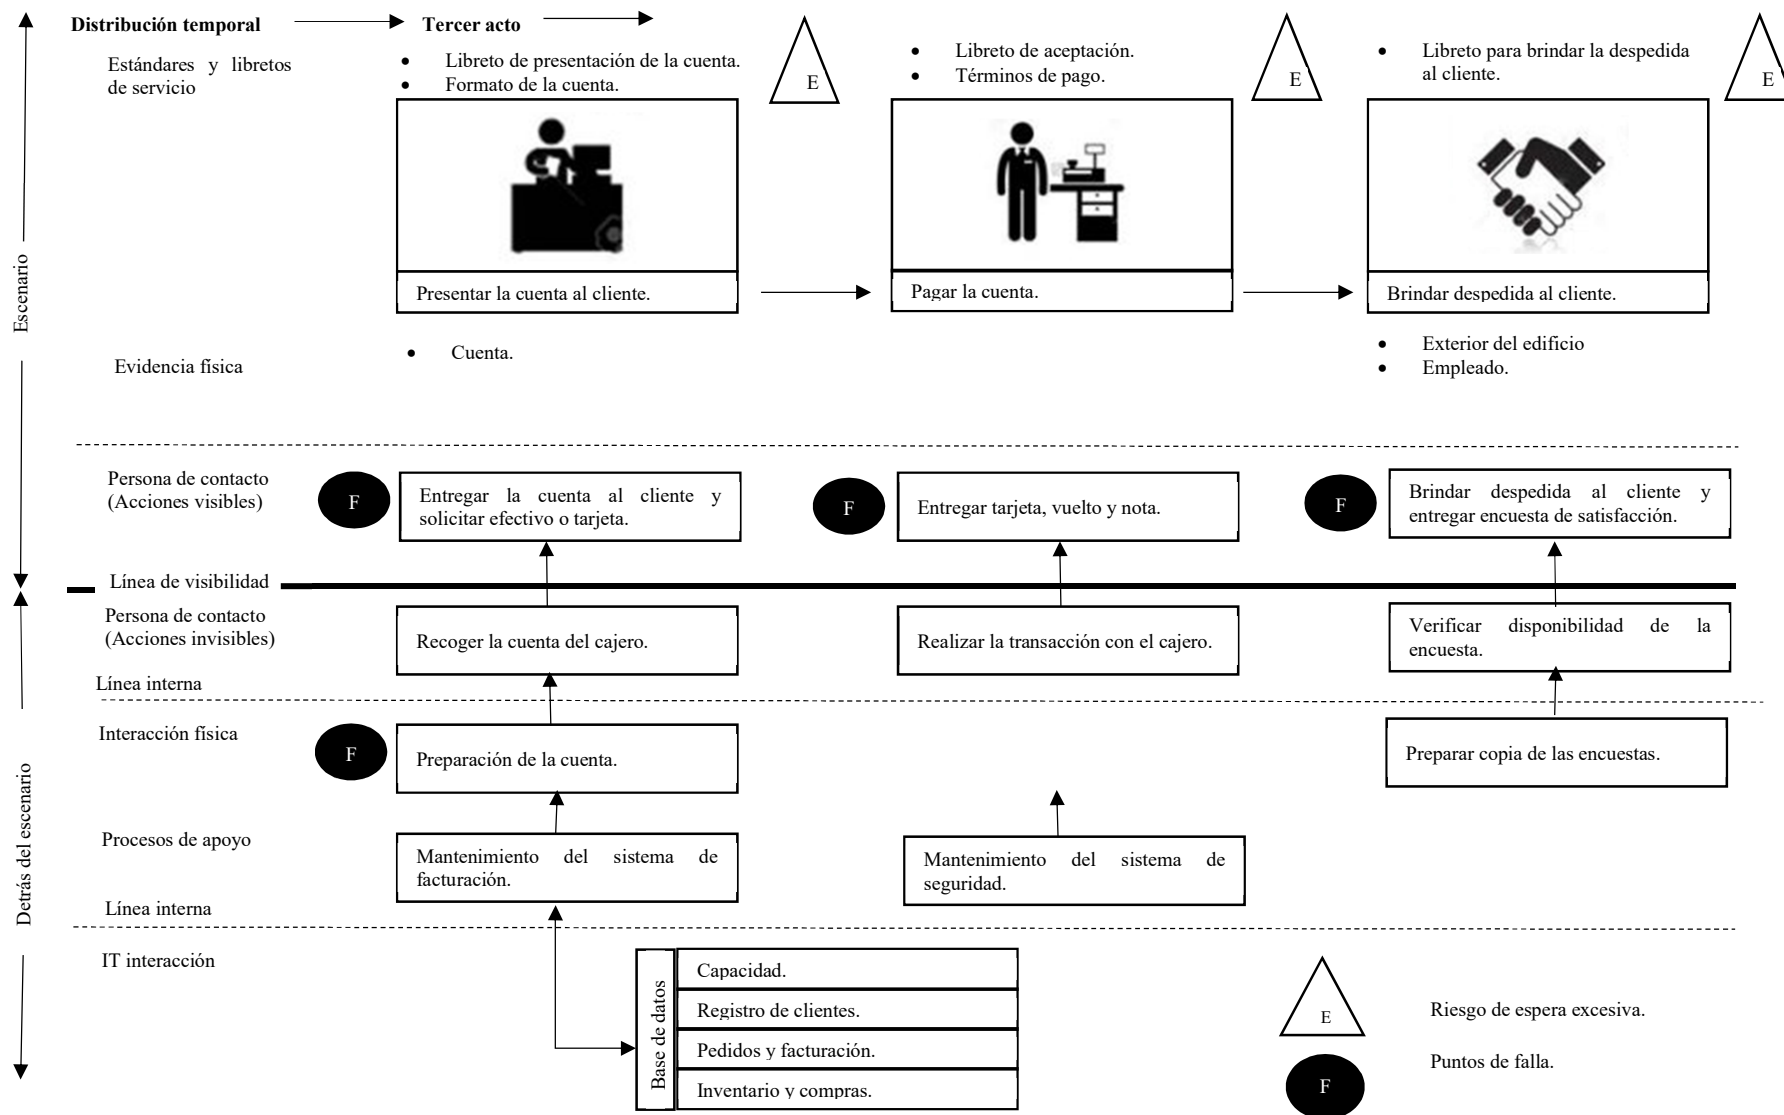 Distribución temporal
Tercer acto
Estándares y libretos
de servicio
• Libreto de presentación de la cuenta.
• Formato de la cuenta.
E
• Libreto de aceptación.
• Términos de pago.
E
• Libreto para brindar la despedida
al cliente.
E
Escenario
Presentar la cuenta al cliente.
Pagar la cuenta.
Brindar despedida al cliente.
Evidencia física
• Cuenta.
• Exterior del edificio
• Empleado.
Persona de contacto
(Acciones visibles)
F
Entregar la cuenta al cliente y
solicitar efectivo o tarjeta.
F
Entregar tarjeta, vuelto y nota.
F
Brindar despedida al cliente y
entregar encuesta de satisfacción.
Línea de visibilidad
Persona de contacto
(Acciones invisibles)
Recoger la cuenta del cajero.
Realizar la transacción con el cajero.
Verificar disponibilidad de la
encuesta.
Línea interna
Detrás del escenario
Interacción física
F
Preparación de la cuenta.
Preparar copia de las encuestas.
Procesos de apoyo
Mantenimiento del sistema de
facturación.
Mantenimiento del sistema de
seguridad.
Línea interna
IT interacción
Base de datos
Capacidad.
Registro de clientes.
Pedidos y facturación.
Inventario y compras.
E
Riesgo de espera excesiva.
F
Puntos de falla.